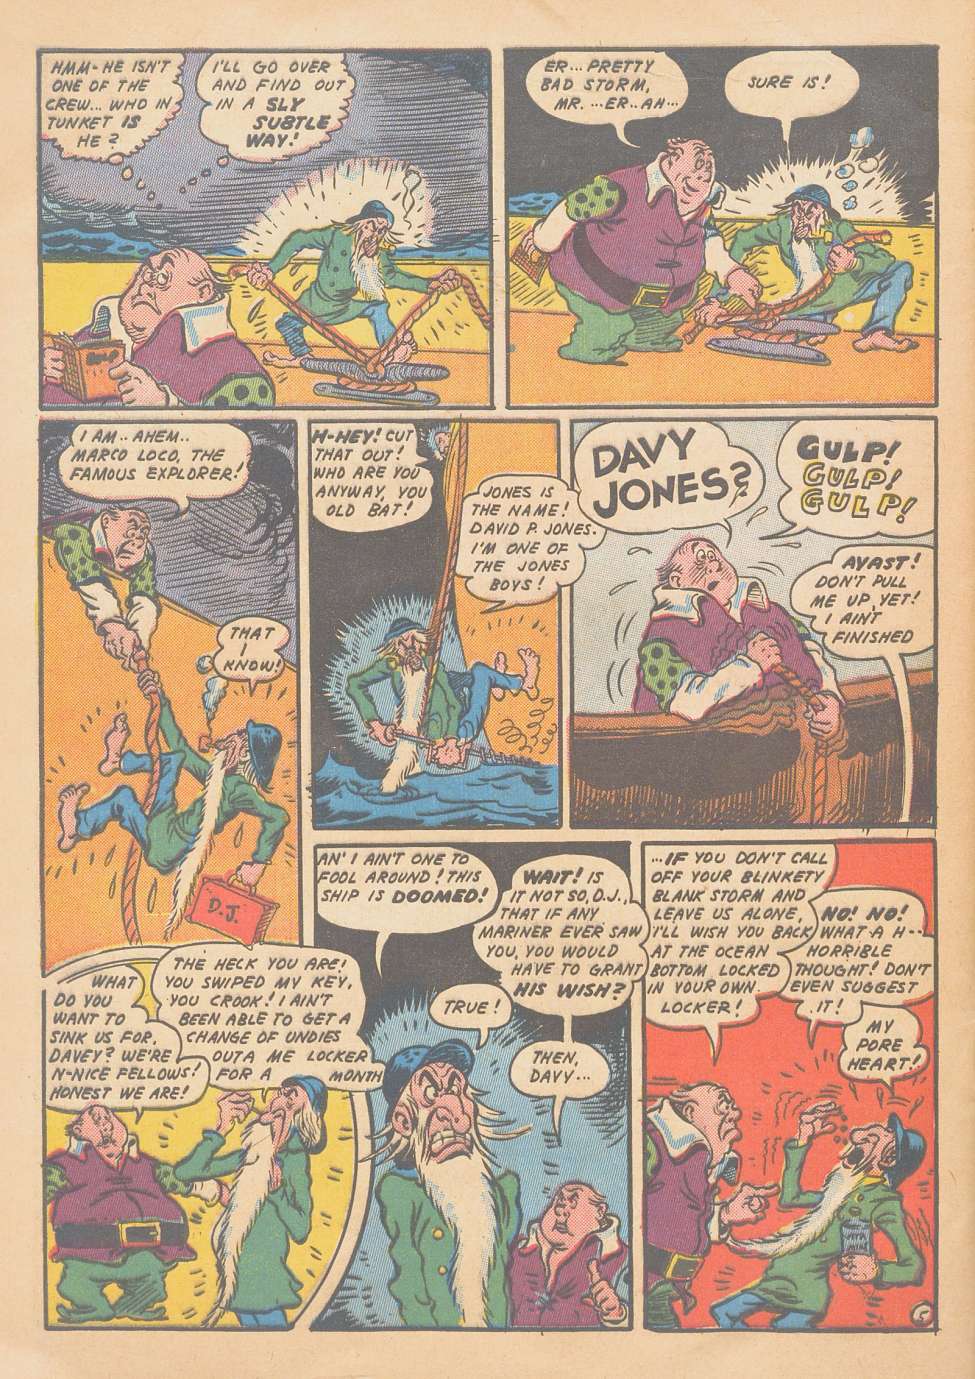 HMM-HE ISN'T
ONE OF THE
CREW... WHO IN
TUNKET IS
HE?
I'LL GO OVER
AND FIND OUT
IN A SLY
SUBTLE
WAY!
ER...PRETTY
BAD STORM,
MR. ...ER..AH...
SURE IS!
I AM.. AHEM..
MARCO LOCO, THE
FAMOUS EXPLORER!
THAT
I
KNOW!
D.J.
H-HEY! CUT
THAT OUT!
WHO ARE YOU
ANYWAY, YOU
OLD BAT!
JONES IS
THE NAME!
DAVID P. JONES.
I'M ONE OF
THE JONES
BOYS!
DAVY
JONES?
GULP!
GULP!
GULP!
AVAST!
DON'T PULL
ME UP, YET!
I AIN'T
FINISHED
WHAT
DO YOU
WANT TO
SINK US FOR,
DAVEY? WE'RE
N-NICE FELLOWS!
HONEST WE ARE!
THE HECK YOU ARE!
YOU SWIPED MY KEY,
YOU CROOK! I AIN'T
BEEN ABLE TO GET A
CHANGE OF UNDIES
OUTA ME LOCKER
FOR A MONTH
AN' I AIN'T ONE TO
FOOL AROUND! THIS
SHIP IS DOOMED!
WAIT! IS
IT NOT SO, D.J.,
THAT IF ANY
MARINER EVER SAW
YOU, YOU WOULD
HAVE TO GRANT
HIS WISH?
TRUE!
THEN,
DAVY...
...IF YOU DON'T CALL
OFF YOUR BLINKETY
BLANK STORM AND
LEAVE US ALONE,
I'LL WISH YOU BACK
AT THE OCEAN
BOTTOM LOCKED
IN YOUR OWN
LOCKER!
NO! NO!
WHAT A H--
HORRIBLE
THOUGHT! DON'T
EVEN SUGGEST
IT!
MY
PORE
HEART!
5